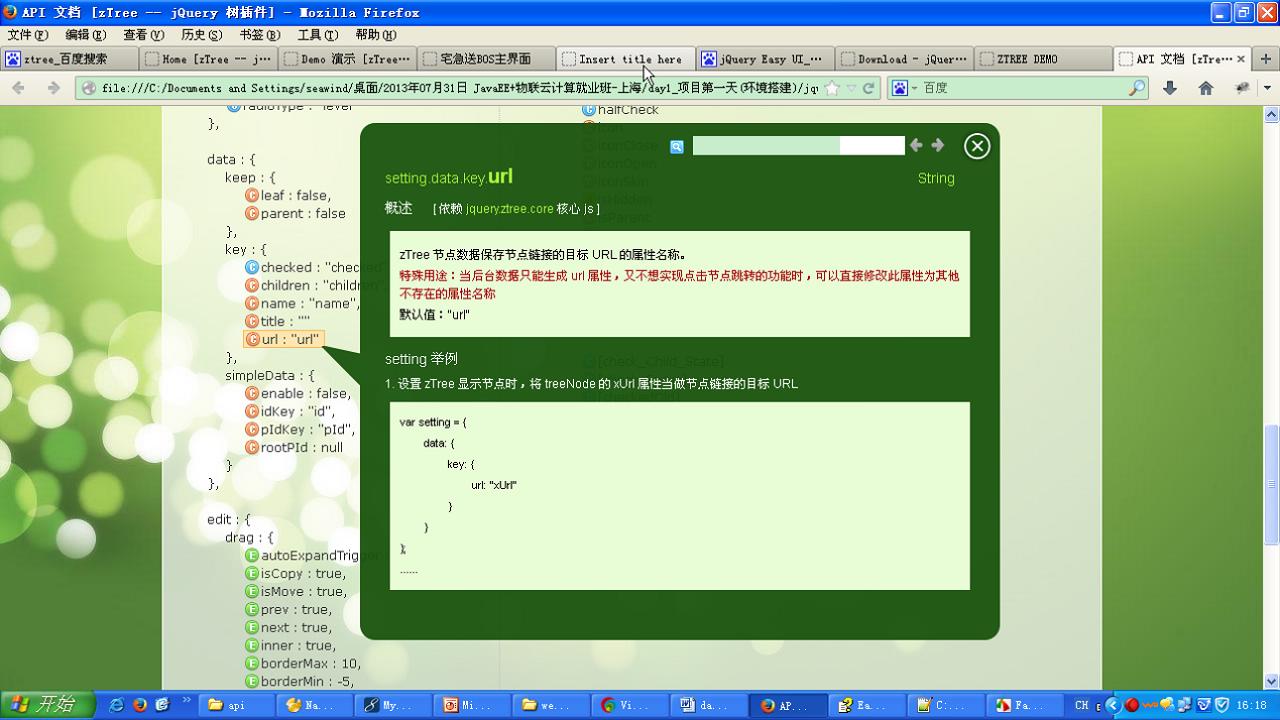 API 文档 [zTree -- jQuery 树插件] - Mozilla Firefox
文件(F) 编辑(E) 查看(V) 历史(S) 书签(B) 工具(T) 帮助(H)
ztree_百度搜索 Home [zTree -- j... Demo 演示 [zTree... 宅急送BOS主界面 Insert title here jQuery Easy UI_... Download - jQuer... ZTREE DEMO API 文档 [zTre...
file:///C:/Documents and Settings/seawind/桌面/2013年07月31日 JavaEE+物联云计算就业班-上海/day1_项目第一天(环境搭建)/jqu 百度
radioType : "level"
},
data : {
keep : {
leaf : false,
parent : false
},
key : {
checked : "checked
children : "children"
name : "name",
title : ""
url : "url"
},
simpleData : {
enable : false,
idKey : "id",
pIdKey : "pId",
rootPId : null
}
},
edit : {
drag : {
autoExpandTrigger
isCopy : true,
isMove : true,
prev : true,
next : true,
inner : true,
borderMax : 10,
borderMin : -5,
halfCheck
icon
iconClose
iconOpen
iconSkin
isHidden
isParent
[check_Child_State]
setting.data.key.url String
概述 [ 依赖 jquery.ztree.core 核心 js ]
zTree 节点数据保存节点链接的目标 URL 的属性名称。
特殊用途：当后台数据只能生成 url 属性，又不想实现点击节点跳转的功能时，可以直接修改此属性为其他
不存在的属性名称
默认值："url"
setting 举例
1. 设置 zTree 显示节点时，将 treeNode 的 xUrl 属性当做节点链接的目标 URL
var setting = {
data: {
key: {
url: "xUrl"
}
}
};
......
开始 api Na... My... Mi... we... Vi... da... AP... Ea... C:... Fa... CH 16:18